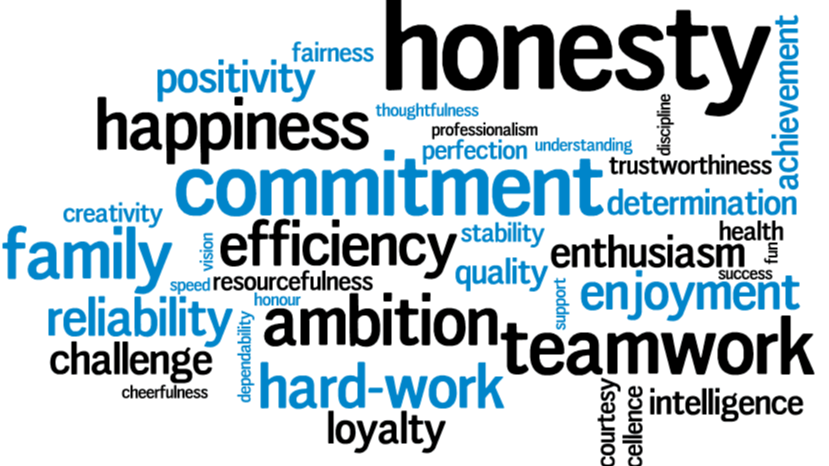 honesty
fairness
positivity
achievement
happiness
thoughtfulness
discipline
professionalism
understanding
perfection
trustworthiness
commitment
determination
creativity
family
vision
efficiency
stability
health
enthusiasm
fun
quality
success
speed
resourcefulness
honour
support
enjoyment
reliability
dependability
ambition
teamwork
challenge
cheerfulness
hard-work
loyalty
courtesy
cellence
intelligence